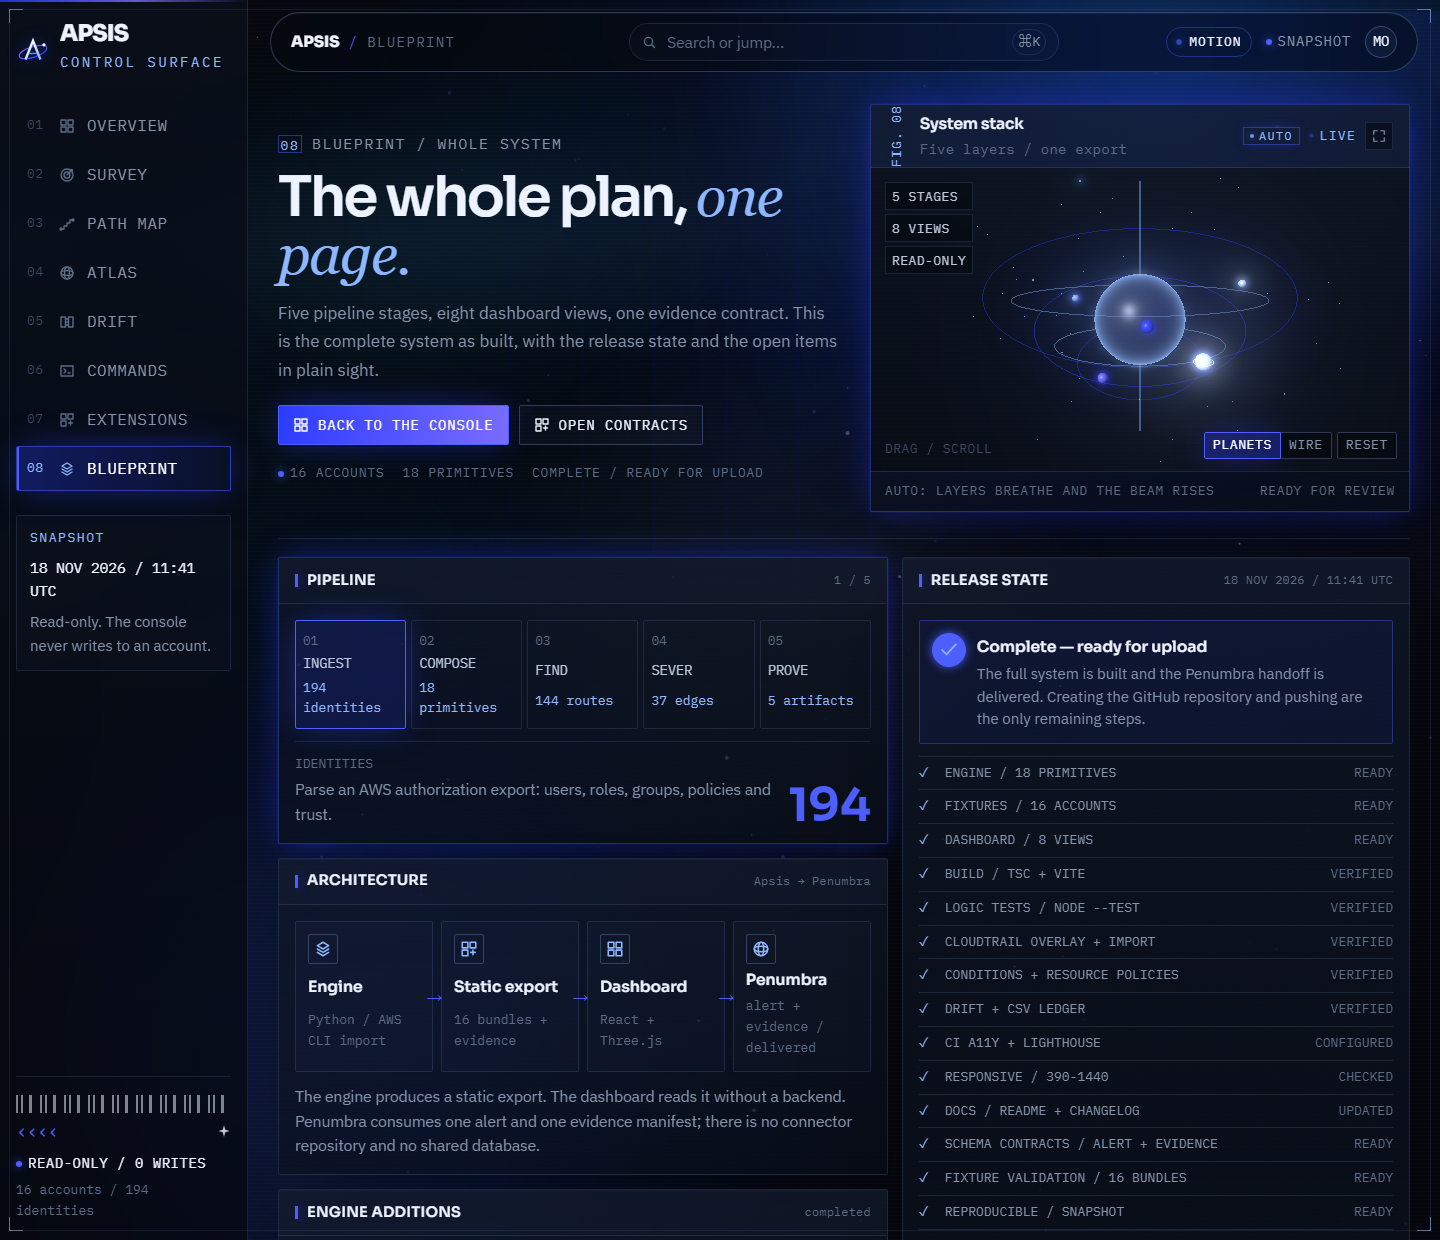 APSIS
CONTROL SURFACE
01 OVERVIEW
02 SURVEY
03 PATH MAP
04 ATLAS
05 DRIFT
06 COMMANDS
07 EXTENSIONS
08 BLUEPRINT
SNAPSHOT
18 NOV 2026 / 11:41
UTC
Read-only. The console
never writes to an account.
‹‹‹‹
READ-ONLY / 0 WRITES
16 accounts / 194
identities
APSIS / BLUEPRINT
Search or jump... ⌘K
MOTION SNAPSHOT MO
08 BLUEPRINT / WHOLE SYSTEM
The whole plan, one
page.
Five pipeline stages, eight dashboard views, one evidence contract. This
is the complete system as built, with the release state and the open items
in plain sight.
BACK TO THE CONSOLE OPEN CONTRACTS
16 ACCOUNTS 18 PRIMITIVES COMPLETE / READY FOR UPLOAD
FIG. 08
System stack
Five layers / one export
AUTO LIVE
5 STAGES
8 VIEWS
READ-ONLY
DRAG / SCROLL
PLANETS WIRE RESET
AUTO: LAYERS BREATHE AND THE BEAM RISES READY FOR REVIEW
PIPELINE 1 / 5
01
INGEST
194
identities
02
COMPOSE
18
primitives
03
FIND
144 routes
04
SEVER
37 edges
05
PROVE
5 artifacts
IDENTITIES
Parse an AWS authorization export: users, roles, groups, policies and
trust.
194
ARCHITECTURE Apsis → Penumbra
Engine
Python / AWS
CLI import
→
Static export
16 bundles +
evidence
→
Dashboard
React +
Three.js
→
Penumbra
alert +
evidence /
delivered
The engine produces a static export. The dashboard reads it without a backend.
Penumbra consumes one alert and one evidence manifest; there is no connector
repository and no shared database.
ENGINE ADDITIONS completed
RELEASE STATE 18 NOV 2026 / 11:41 UTC
Complete — ready for upload
The full system is built and the Penumbra handoff is
delivered. Creating the GitHub repository and pushing are
the only remaining steps.
✓ ENGINE / 18 PRIMITIVES READY
✓ FIXTURES / 16 ACCOUNTS READY
✓ DASHBOARD / 8 VIEWS READY
✓ BUILD / TSC + VITE VERIFIED
✓ LOGIC TESTS / NODE --TEST VERIFIED
✓ CLOUDTRAIL OVERLAY + IMPORT VERIFIED
✓ CONDITIONS + RESOURCE POLICIES VERIFIED
✓ DRIFT + CSV LEDGER VERIFIED
✓ CI A11Y + LIGHTHOUSE CONFIGURED
✓ RESPONSIVE / 390-1440 CHECKED
✓ DOCS / README + CHANGELOG UPDATED
✓ SCHEMA CONTRACTS / ALERT + EVIDENCE READY
✓ FIXTURE VALIDATION / 16 BUNDLES READY
✓ REPRODUCIBLE / SNAPSHOT READY